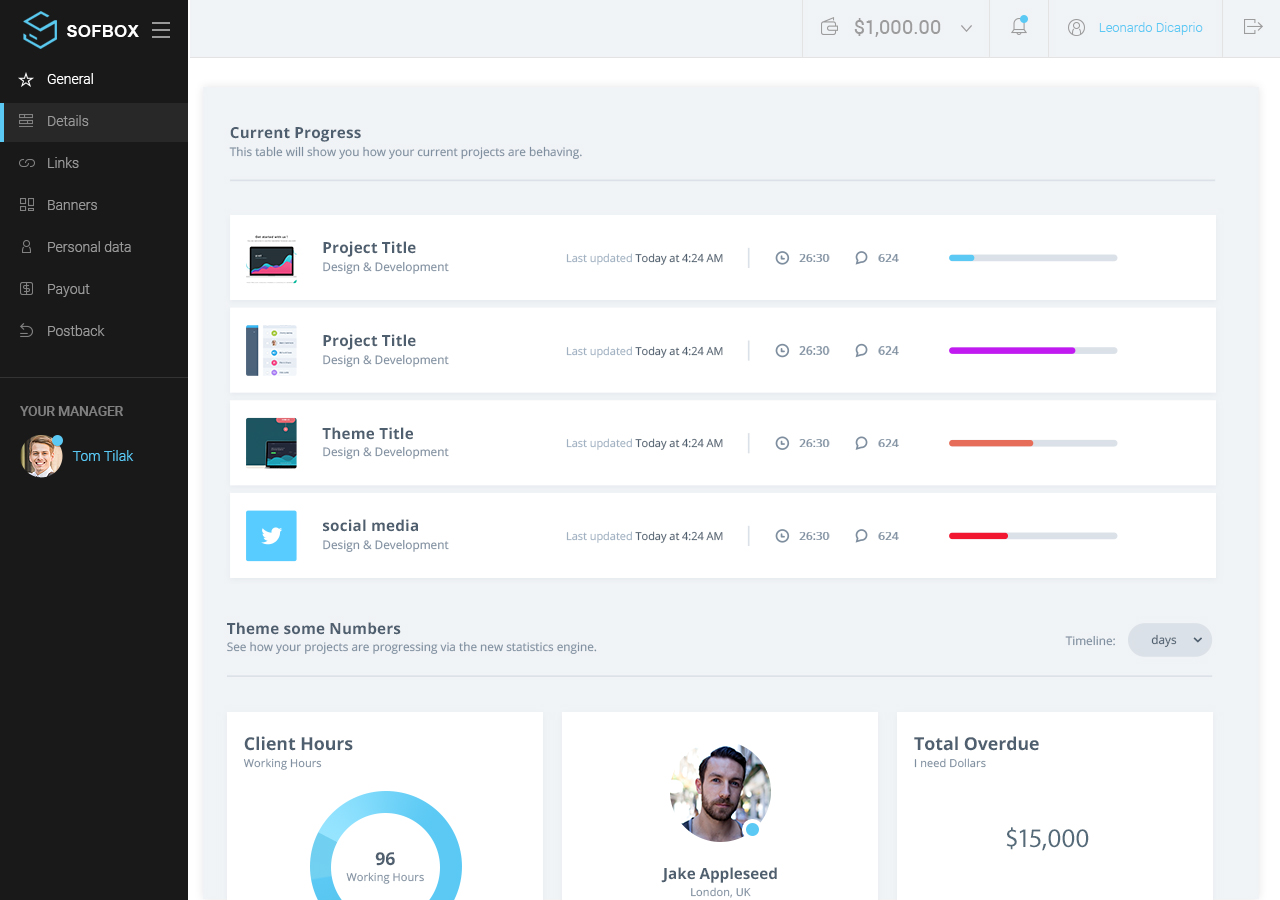 SOFBOX
$1,000.00
Leonardo Dicaprio
General
Details
Links
Banners
Personal data
Payout
Postback
YOUR MANAGER
Tom Tilak
Current Progress
This table will show you how your current projects are behaving.
Project Title
Design & Development
Last updated Today at 4:24 AM
26:30
624
Project Title
Design & Development
Last updated Today at 4:24 AM
26:30
624
Theme Title
Design & Development
Last updated Today at 4:24 AM
26:30
624
social media
Design & Development
Last updated Today at 4:24 AM
26:30
624
Theme some Numbers
See how your projects are progressing via the new statistics engine.
Timeline:
days
Client Hours
Working Hours
96
Working Hours
Jake Appleseed
London, UK
Total Overdue
I need Dollars
$15,000